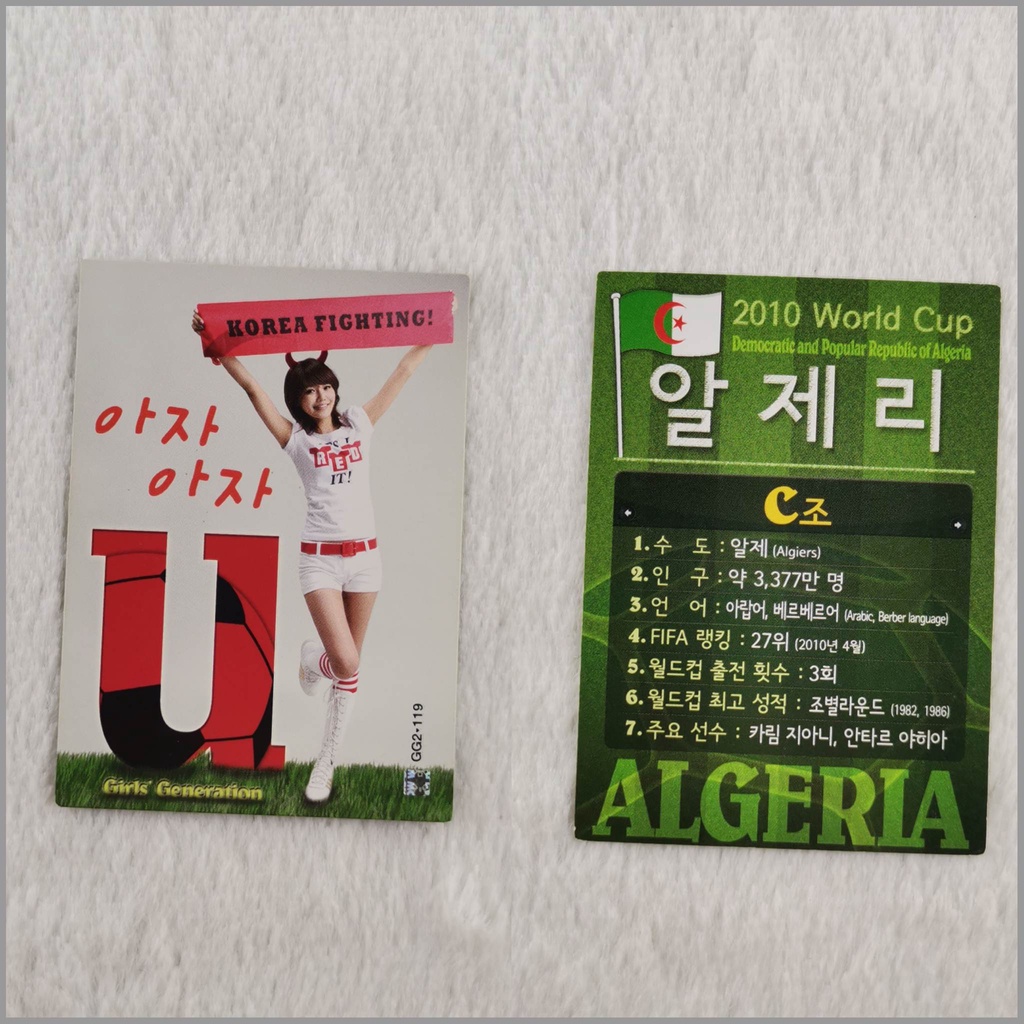 KOREA FIGHTING!
아자
아자
YES, I
RED
IT!
U
GG2-119
Girls' Generation
2010 World Cup
Democratic and Popular Republic of Algeria
알제리
C조
1. 수 도 : 알제 (Algiers)
2. 인 구 : 약 3,377만 명
3. 언 어 : 아랍어, 베르베르어 (Arabic, Berber language)
4. FIFA 랭킹 : 27위 (2010년 4월)
5. 월드컵 출전 횟수 : 3회
6. 월드컵 최고 성적 : 조별라운드 (1982, 1986)
7. 주요 선수 : 카림 지아니, 안타르 야히아
ALGERIA